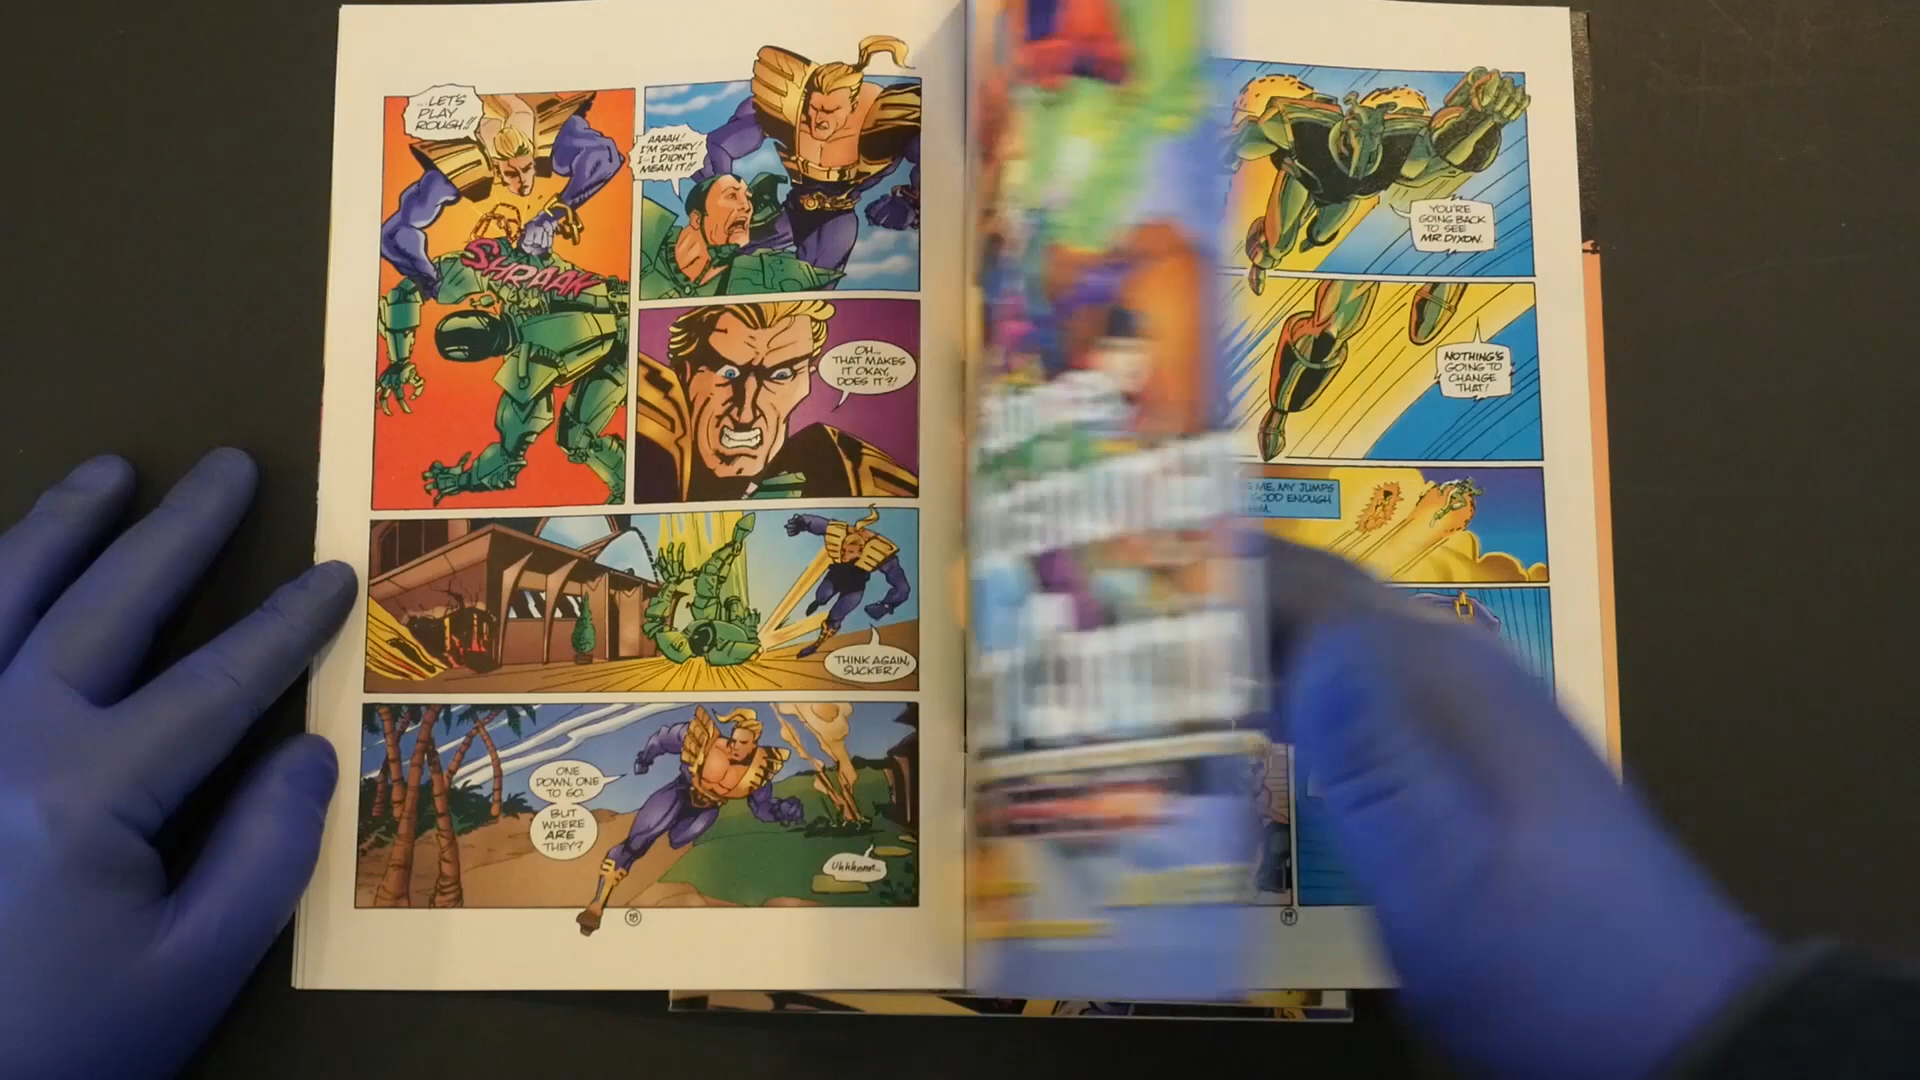 ...LET'S
PLAY
ROUGH!!
SHRAAK
AAAAH!
I'M SORRY!
I--I DIDN'T
MEAN IT!!
OH...
THAT MAKES
IT OKAY,
DOES IT?!
THINK AGAIN,
SUCKER!
ONE
DOWN, ONE
TO GO.
BUT
WHERE
ARE
THEY?
Uhhhnnn...
18
YOU'RE
GOING BACK
TO SEE
MR. DIXON.
NOTHING'S
GOING TO
CHANGE
THAT!
ME, MY JUMPS
GOOD ENOUGH
19